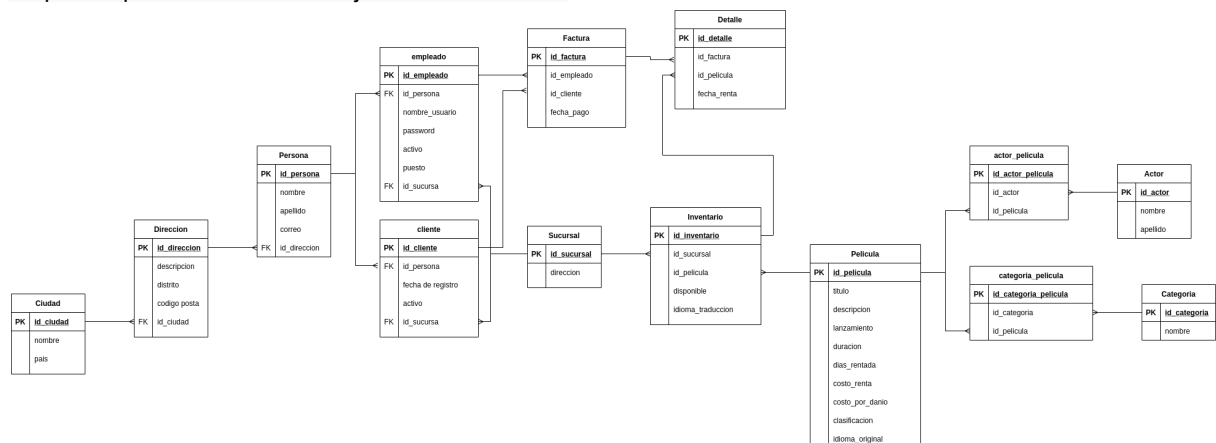 Ciudad
PK id_ciudad
nombre
pais
Direccion
PK id_direccion
descripcion
distrito
codigo posta
FK id_ciudad
Persona
PK id_persona
nombre
apellido
correo
FK id_direccion
empleado
PK id_empleado
FK id_persona
nombre_usuario
password
activo
puesto
FK id_sucursa
cliente
PK id_cliente
FK id_persona
fecha de registro
activo
FK id_sucursa
Factura
PK id_factura
id_empleado
id_cliente
fecha_pago
Sucursal
PK id_sucursal
direccion
Detalle
PK id_detalle
id_factura
id_pelicula
fecha_renta
Inventario
PK id_inventario
id_sucursal
id_pelicula
disponible
idioma_traduccion
Pelicula
PK id_pelicula
titulo
descripcion
lanzamiento
duracion
dias_rentada
costo_renta
costo_por_danio
clasificacion
idioma_original
actor_pelicula
PK id_actor_pelicula
id_actor
id_pelicula
Actor
PK id_actor
nombre
apellido
categoria_pelicula
PK id_categoria_pelicula
id_categoria
id_pelicula
Categoria
PK id_categoria
nombre